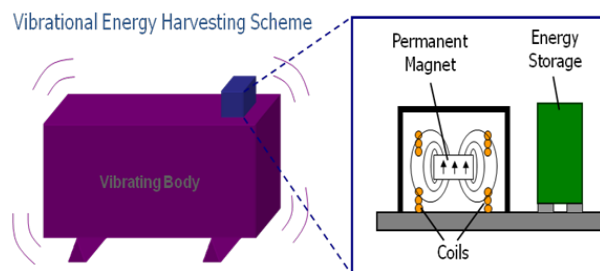 Vibrational Energy Harvesting Scheme
Permanent
Magnet
Energy
Storage
Vibrating Body
Coils